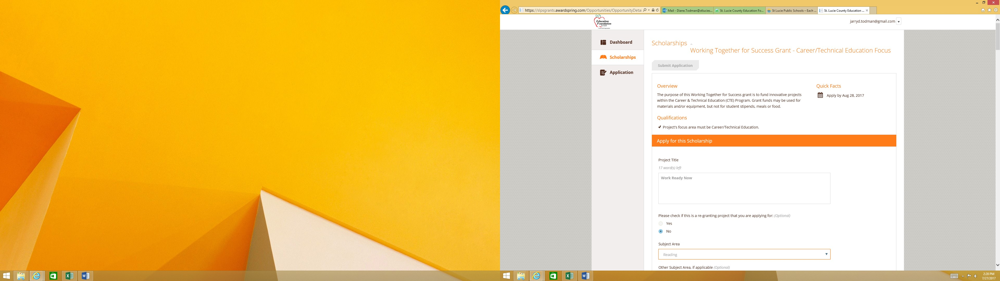 https://slpsgrants.awardspring.com/Opportunities/OpportunityDetai
Mail - Diane.Todman@stlucies...
St. Lucie County Education Fo...
St Lucie Public Schools – Each ...
St. Lucie County Education ...
Education
Foundation
St. Lucie
jarryd.todman@gmail.com
Dashboard
Scholarships
Application
Scholarships
Working Together for Success Grant - Career/Technical Education Focus
Submit Application
Overview
The purpose of this Working Together for Success grant is to fund innovative projects
within the Career & Technical Education (CTE) Program. Grant funds may be used for
materials and/or equipment, but not for student stipends, meals or food.
Quick Facts
Apply by Aug 28, 2017
Qualifications
Project's focus area must be Career/Technical Education.
Apply for this Scholarship
Project Title
17 word(s) left
Work Ready Now
Please check if this is a re-granting project that you are applying for: (Optional)
Yes
No
Subject Area
Reading
Other Subject Area, if applicable (Optional)
2:28 PM
7/27/2017